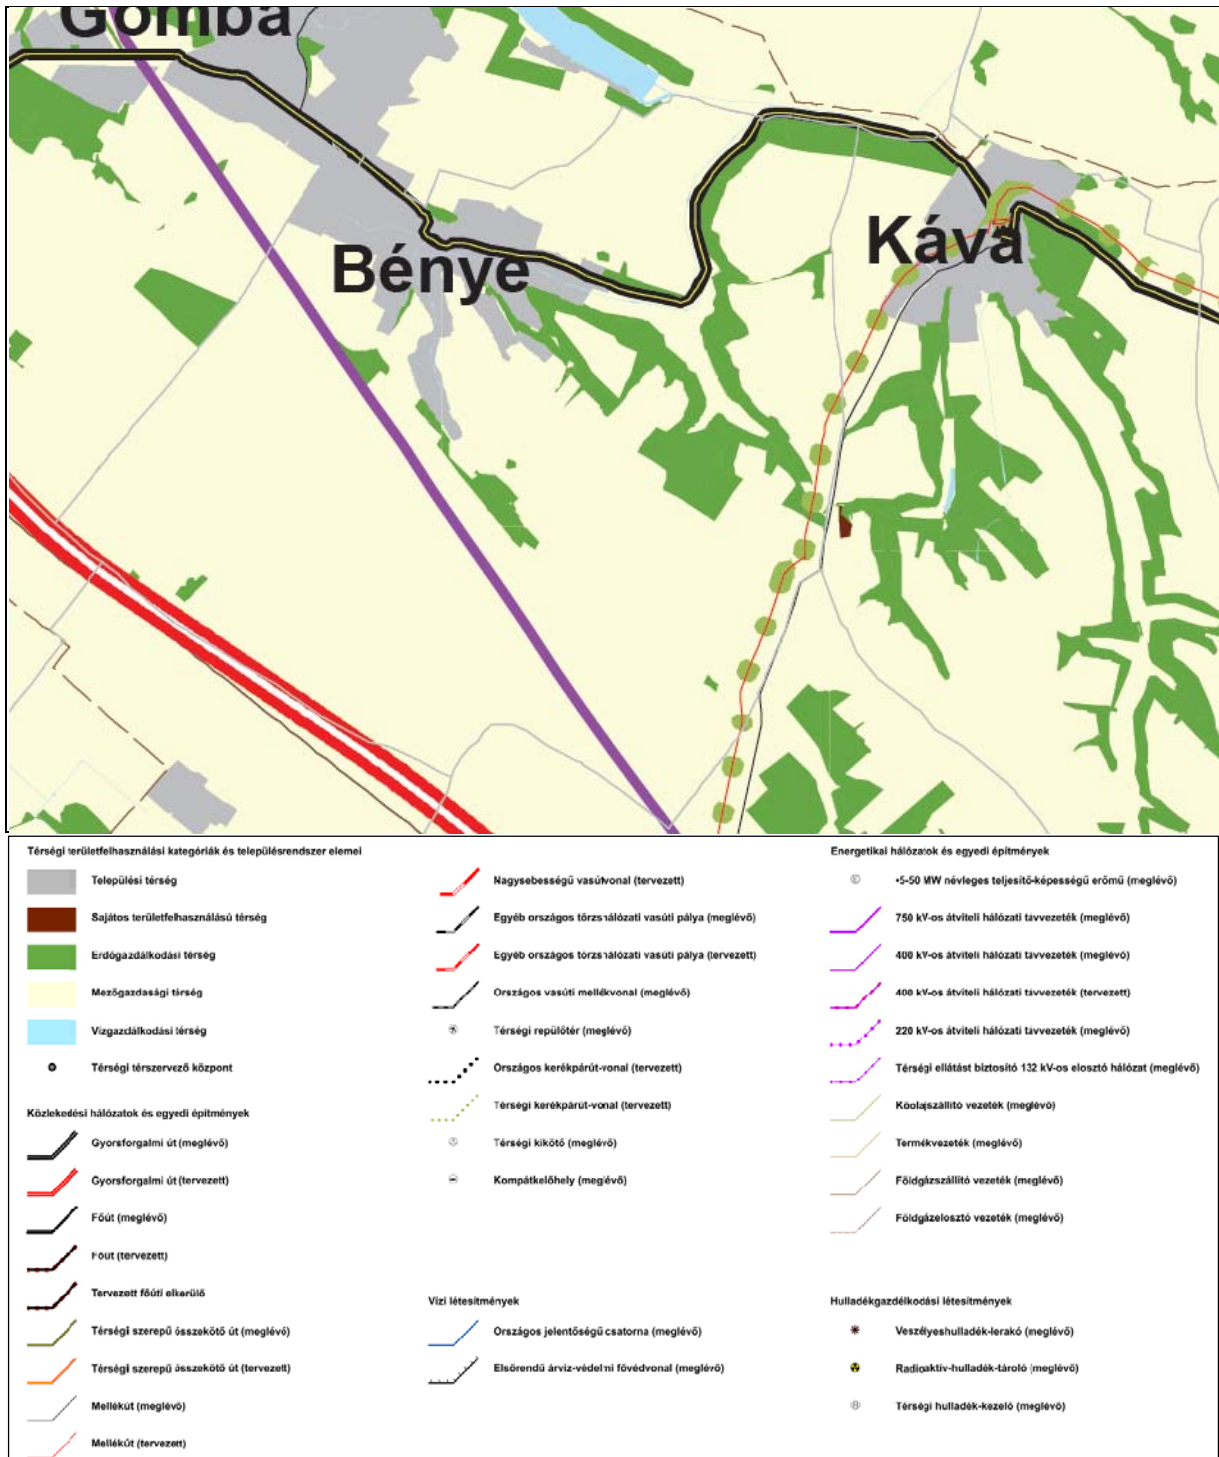 Gomba
Bénye
Káva
Térségi területfelhasználási kategóriák és településrendszer elemei
Települési térség
Sajátos területfelhasználású térség
Erdőgazdálkodási térség
Mezőgazdasági térség
Vízgazdálkodási térség
Térségi térszervező központ
Közlekedési hálózatok és egyedi építmények
Gyorsforgalmi út (meglévő)
Gyorsforgalmi út (tervezett)
Főút (meglévő)
Főút (tervezett)
Tervezett főúti elkerülő
Térségi szerepű összekötő út (meglévő)
Térségi szerepű összekötő út (tervezett)
Mellékút (meglévő)
Mellékút (tervezett)
Nagysebességű vasútvonal (tervezett)
Egyéb országos törzshálózati vasúti pálya (meglévő)
Egyéb országos törzshálózati vasúti pálya (tervezett)
Országos vasúti mellékvonal (meglévő)
Térségi repülőtér (meglévő)
Országos kerékpárút-vonal (tervezett)
Térségi kerékpárút-vonal (tervezett)
Térségi kikötő (meglévő)
Kompátkelőhely (meglévő)
Vízi létesítmények
Országos jelentőségű csatorna (meglévő)
Elsőrendű árvíz-védelmi fővédvonal (meglévő)
Energetikai hálózatok és egyedi építmények
•5-50 MW névleges teljesítő-képességű erőmű (meglévő)
750 kV-os átviteli hálózati távvezeték (meglévő)
400 kV-os átviteli hálózati távvezeték (meglévő)
400 kV-os átviteli hálózati távvezeték (tervezett)
220 kV-os átviteli hálózati távvezeték (meglévő)
Térségi ellátást biztosító 132 kV-os elosztó hálózat (meglévő)
Kőolajszállító vezeték (meglévő)
Termékvezeték (meglévő)
Földgázszállító vezeték (meglévő)
Földgázelosztó vezeték (meglévő)
Hulladékgazdélkodási létesítmények
Veszélyeshulladék-lerakó (meglévő)
Radioaktív-hulladék-tároló (meglévő)
Térségi hulladék-kezelő (meglévő)